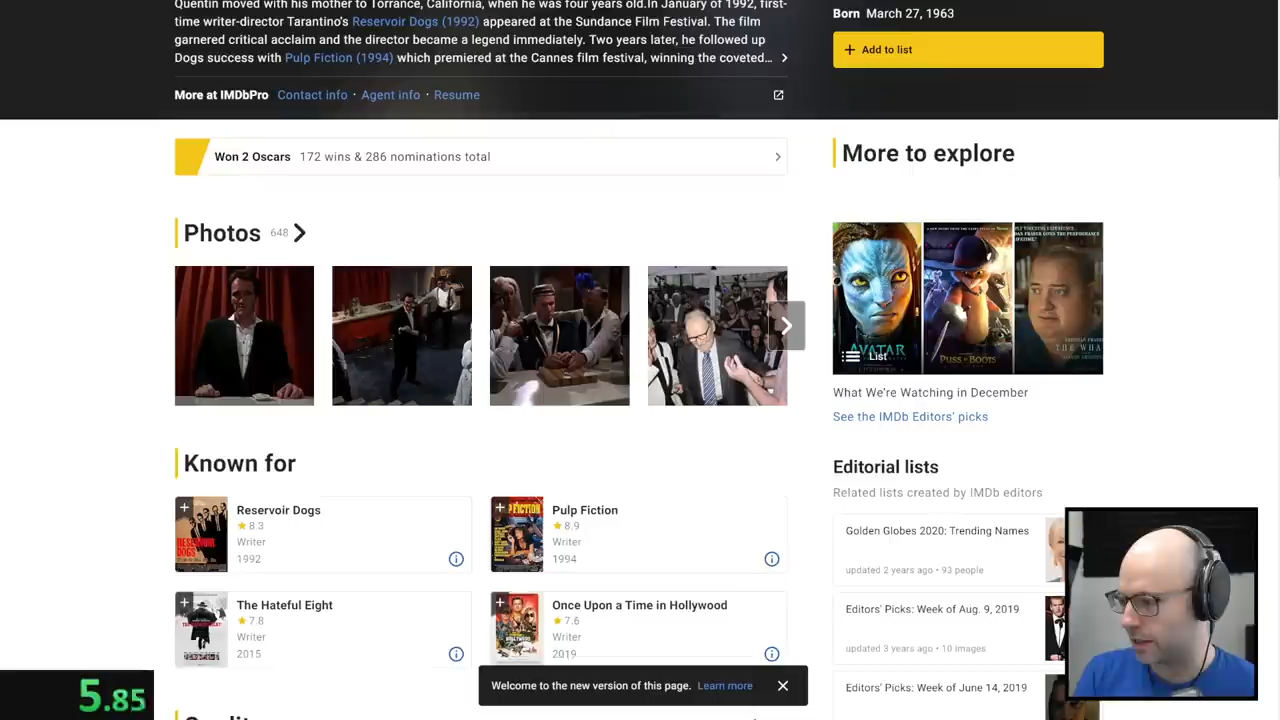 Quentin moved with his mother to Torrance, California, when he was four years old.In January of 1992, first-
time writer-director Tarantino's Reservoir Dogs (1992) appeared at the Sundance Film Festival. The film
garnered critical acclaim and the director became a legend immediately. Two years later, he followed up
Dogs success with Pulp Fiction (1994) which premiered at the Cannes film festival, winning the coveted…
More at IMDbPro Contact info · Agent info · Resume
Born March 27, 1963
+ Add to list
Won 2 Oscars 172 wins & 286 nominations total
Photos 648
Known for
Reservoir Dogs
8.3
Writer
1992
Pulp Fiction
8.9
Writer
1994
The Hateful Eight
7.8
Writer
2015
Once Upon a Time in Hollywood
7.6
Writer
2019
Welcome to the new version of this page. Learn more
More to explore
AVATAR
PUSS IN BOOTS
List
What We're Watching in December
See the IMDb Editors' picks
Editorial lists
Related lists created by IMDb editors
Golden Globes 2020: Trending Names
updated 2 years ago • 93 people
Editors' Picks: Week of Aug. 9, 2019
updated 3 years ago • 10 images
Editors' Picks: Week of June 14, 2019
5.85